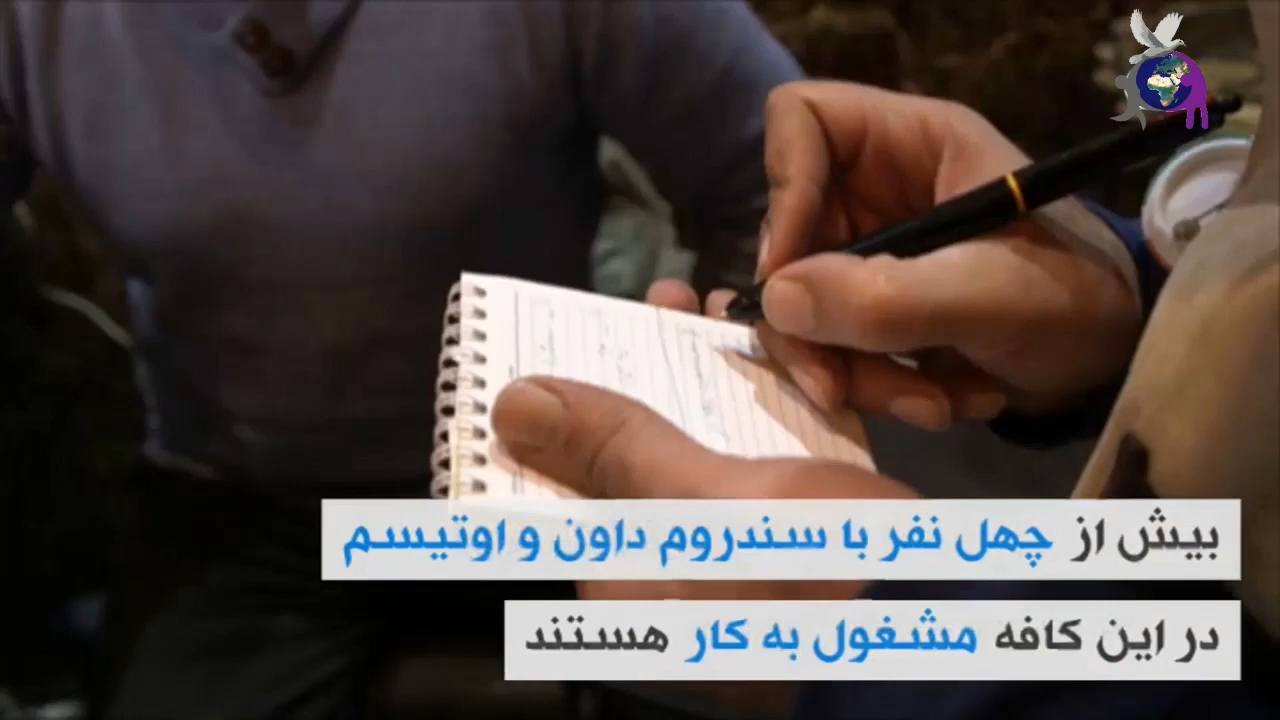 بیش از چهل نفر با سندروم داون و اوتیسم
در این کافه مشغول به کار هستند